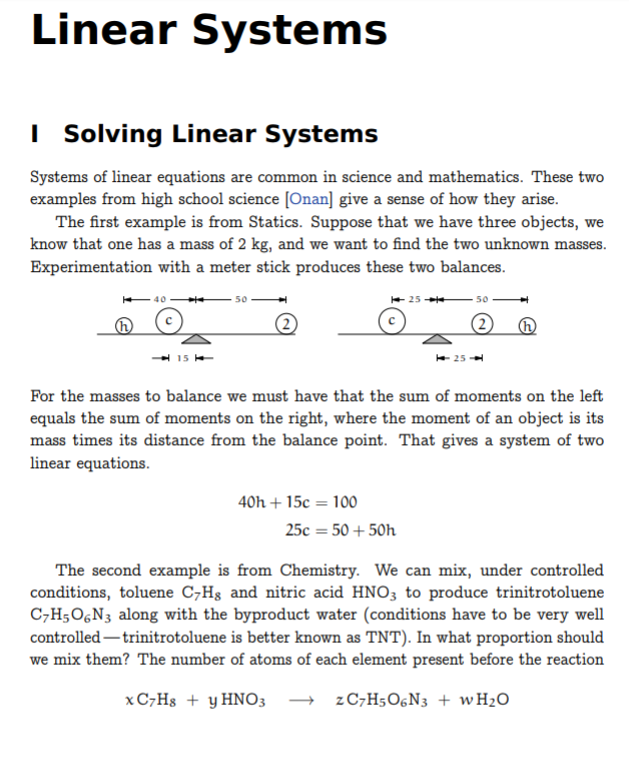 Linear Systems
I Solving Linear Systems
Systems of linear equations are common in science and mathematics. These two
examples from high school science [Onan] give a sense of how they arise.
The first example is from Statics. Suppose that we have three objects, we
know that one has a mass of 2 kg, and we want to find the two unknown masses.
Experimentation with a meter stick produces these two balances.
40 50 25 50
h c 2 c 2 h
15 25
For the masses to balance we must have that the sum of moments on the left
equals the sum of moments on the right, where the moment of an object is its
mass times its distance from the balance point. That gives a system of two
linear equations.
40h + 15c = 100
25c = 50 + 50h
The second example is from Chemistry. We can mix, under controlled
conditions, toluene C₇H₈ and nitric acid HNO₃ to produce trinitrotoluene
C₇H₅O₆N₃ along with the byproduct water (conditions have to be very well
controlled — trinitrotoluene is better known as TNT). In what proportion should
we mix them? The number of atoms of each element present before the reaction
x C₇H₈ + y HNO₃ ⟶ z C₇H₅O₆N₃ + w H₂O